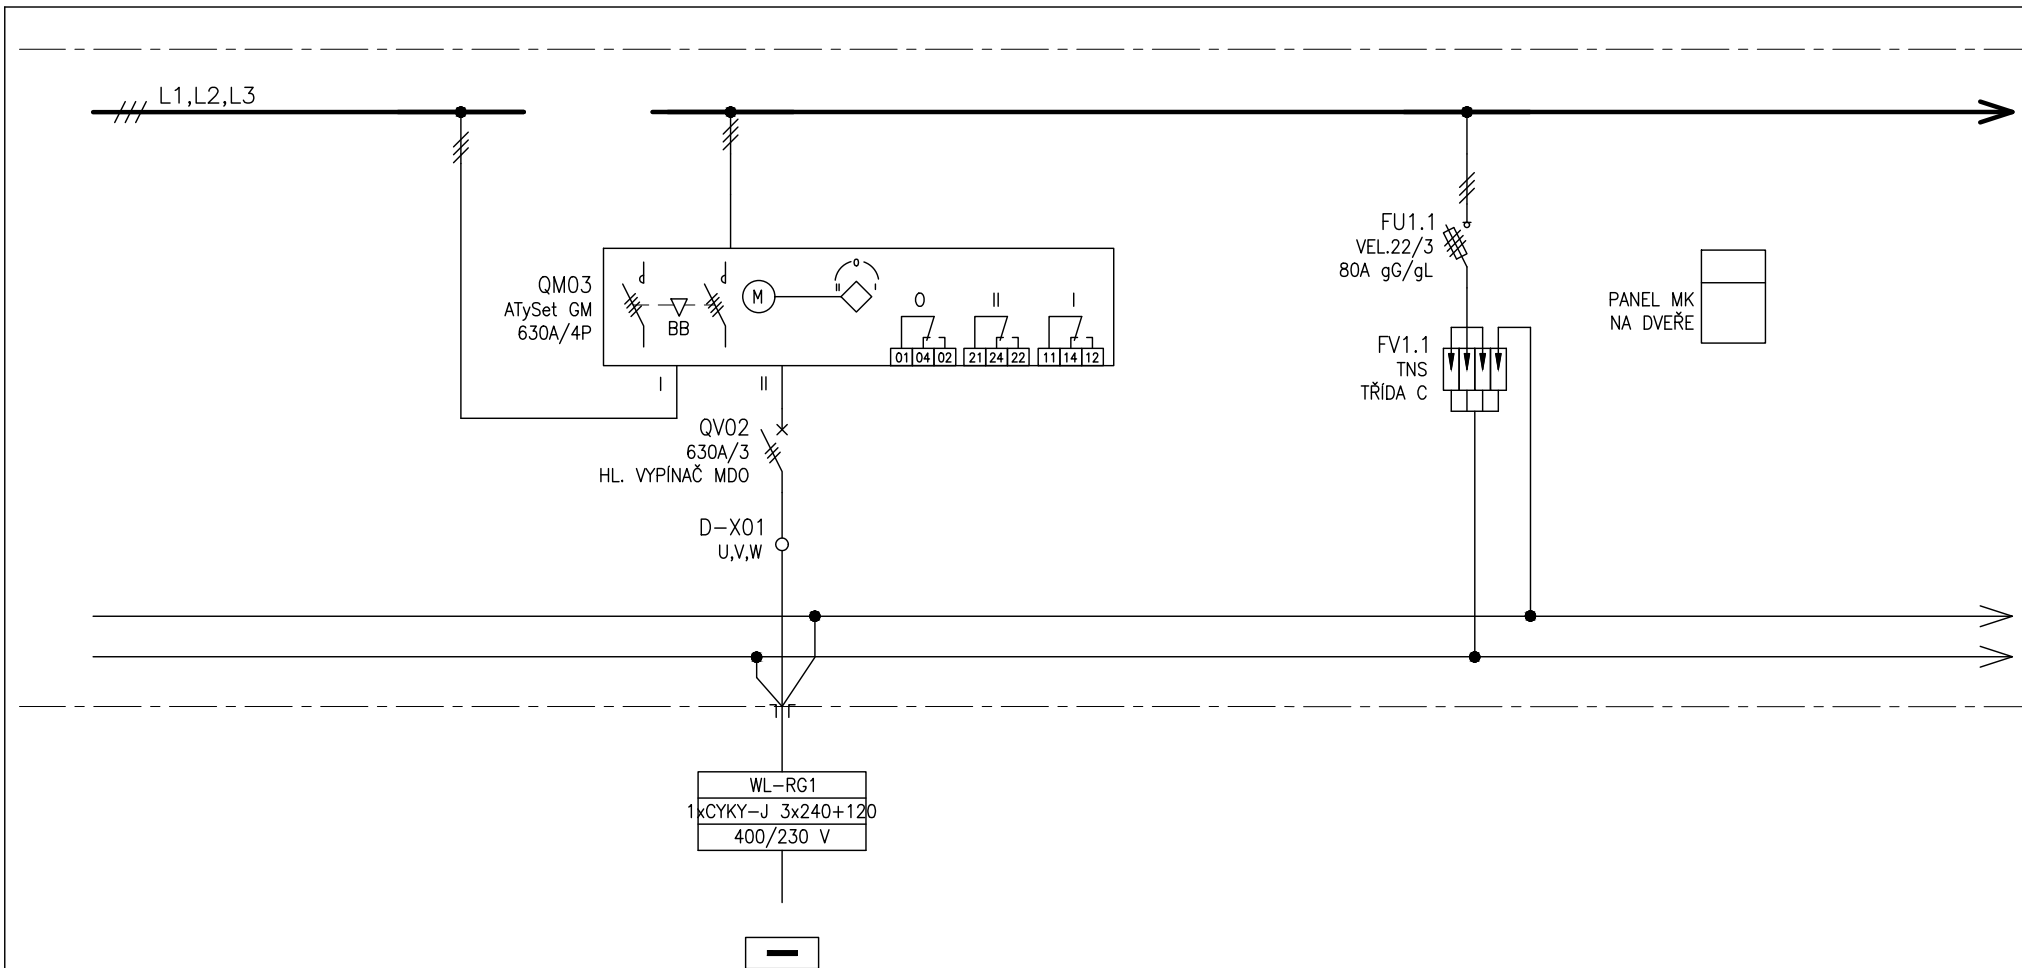 L1,L2,L3
QM03
ATySet GM
630A/4P
BB
M
II
0
I
0
II
I
01 04 02
21 24 22
11 14 12
I
II
FU1.1
VEL.22/3
80A gG/gL
PANEL MK
NA DVEŘE
FV1.1
TNS
TŘÍDA C
QV02
630A/3
HL. VYPÍNAČ MDO
D-X01
U,V,W
WL-RG1
1xCYKY-J 3x240+120
400/230 V